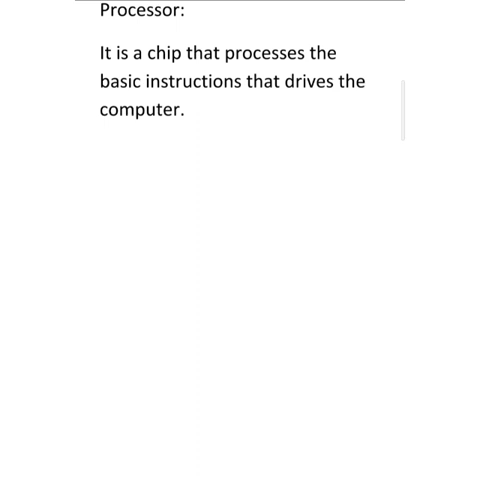 Processor:
It is a chip that processes the
basic instructions that drives the
computer.